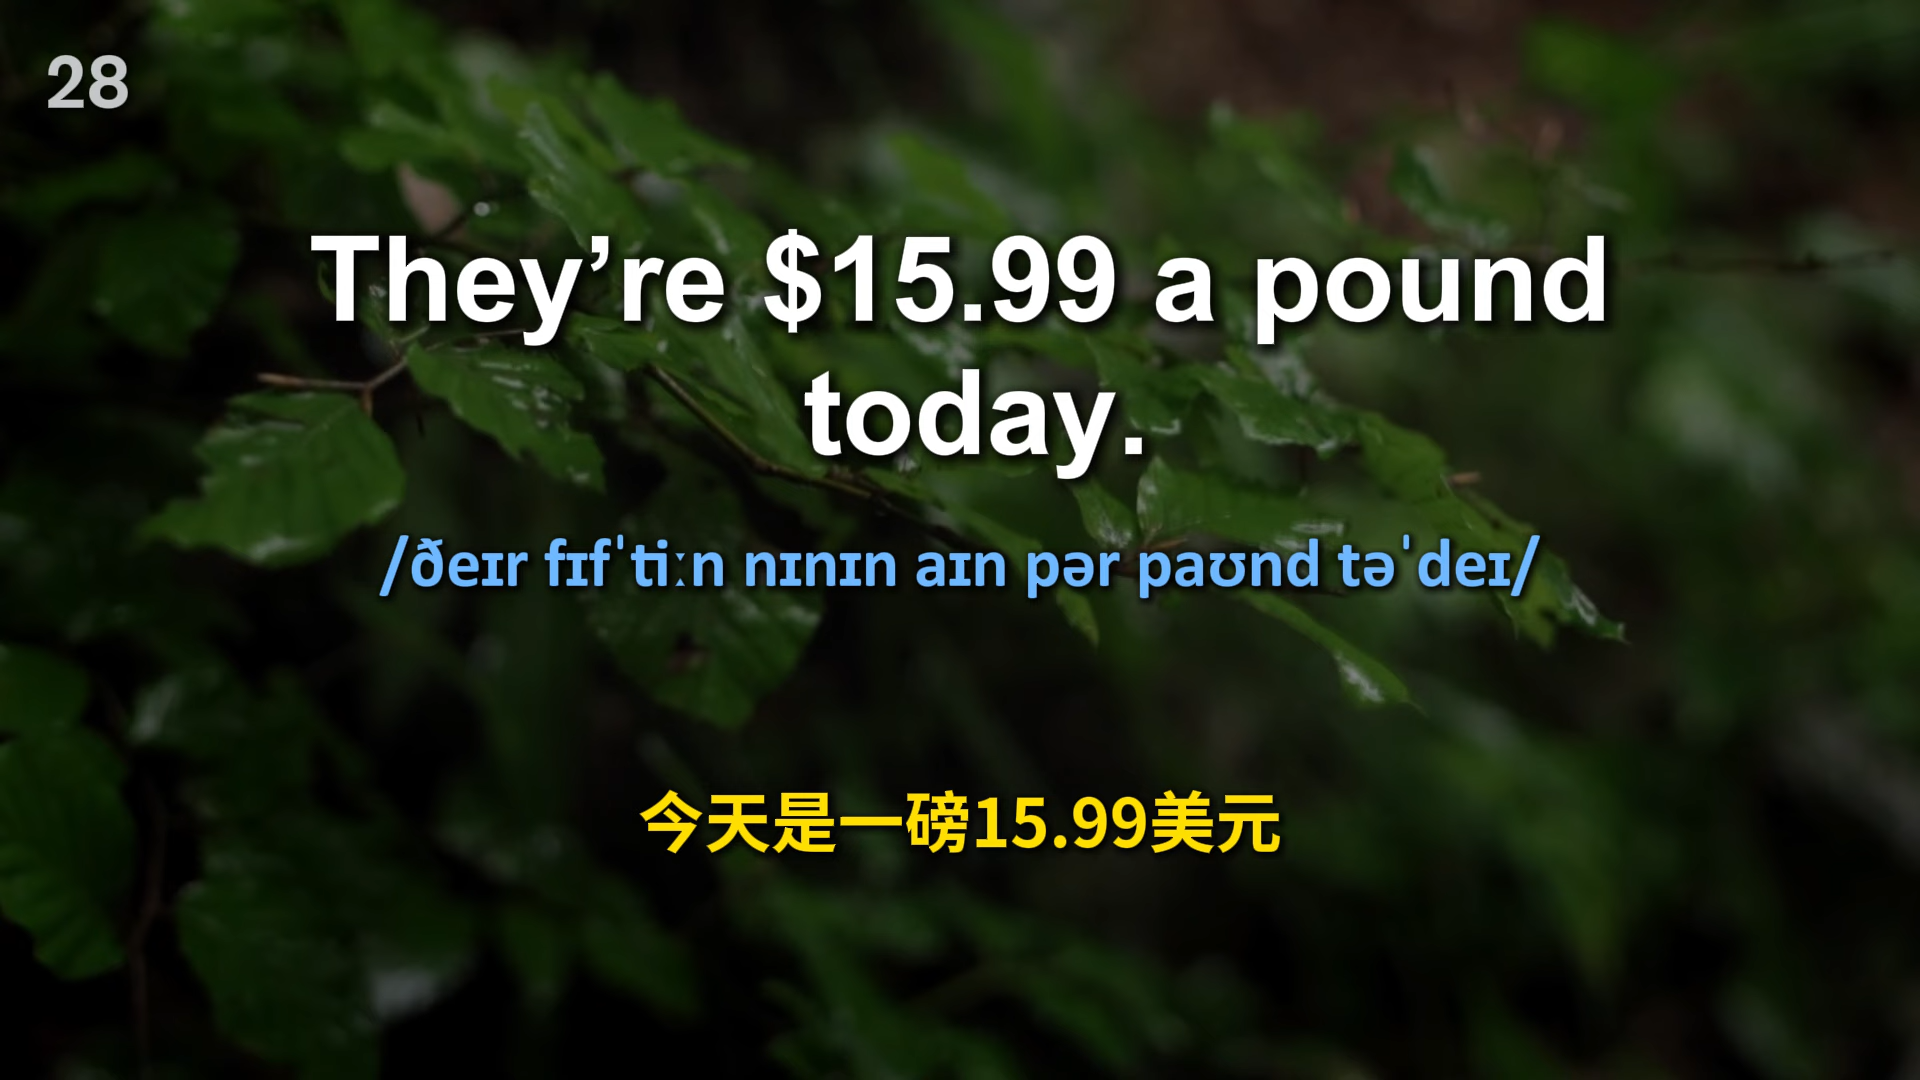 28
They’re $15.99 a pound
today.
/ðeɪr fɪfˈtiːn nɪnɪn aɪn pər paʊnd təˈdeɪ/
今天是一磅15.99美元